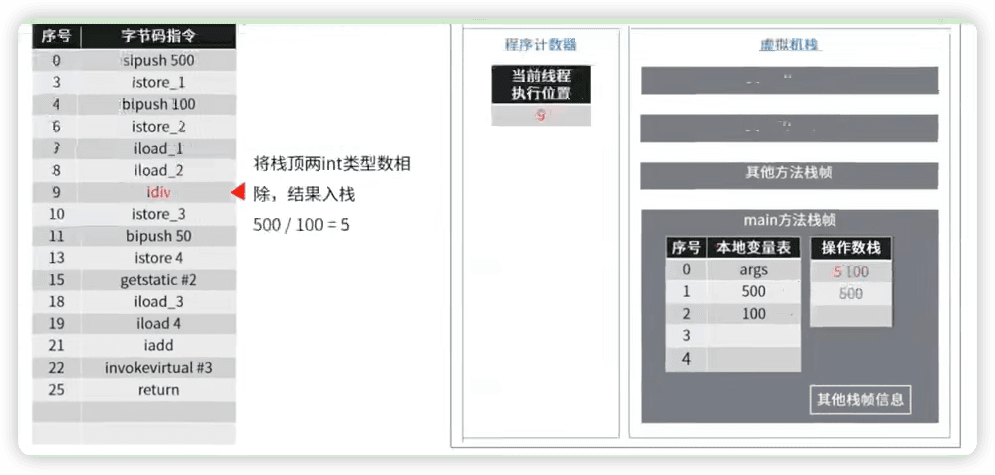 序号 字节码指令
0 sipush 500
3 istore_1
4 bipush 100
6 istore_2
7 iload_1
8 iload_2
9 idiv
10 istore_3
11 bipush 50
13 istore 4
15 getstatic #2
18 iload_3
19 iload 4
21 iadd
22 invokevirtual #3
25 return
将栈顶两int类型数相
除，结果入栈
500 / 100 = 5
程序计数器
当前线程
执行位置
9
虚拟机栈
其他方法栈帧
main方法栈帧
序号 本地变量表
0 args
1 500
2 100
3
4
操作数栈
5 100
500
其他栈帧信息